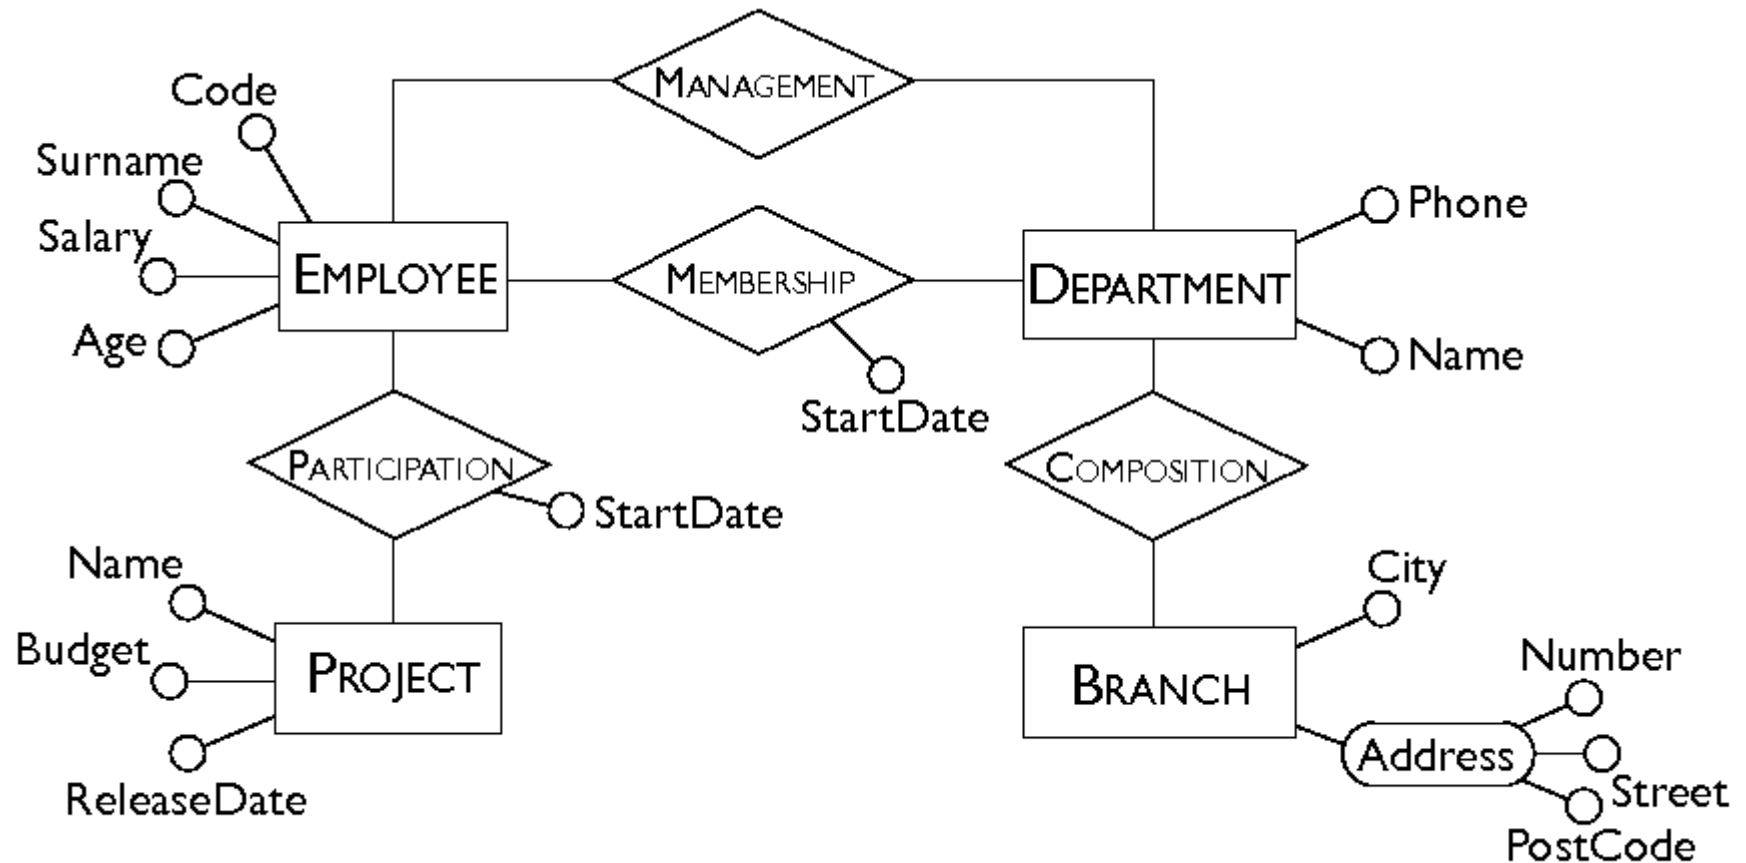 MANAGEMENT
Code
Surname
Phone
Salary
EMPLOYEE
MEMBERSHIP
DEPARTMENT
Age
Name
StartDate
PARTICIPATION
COMPOSITION
StartDate
Name
City
Budget
PROJECT
BRANCH
Number
Address
ReleaseDate
Street
PostCode